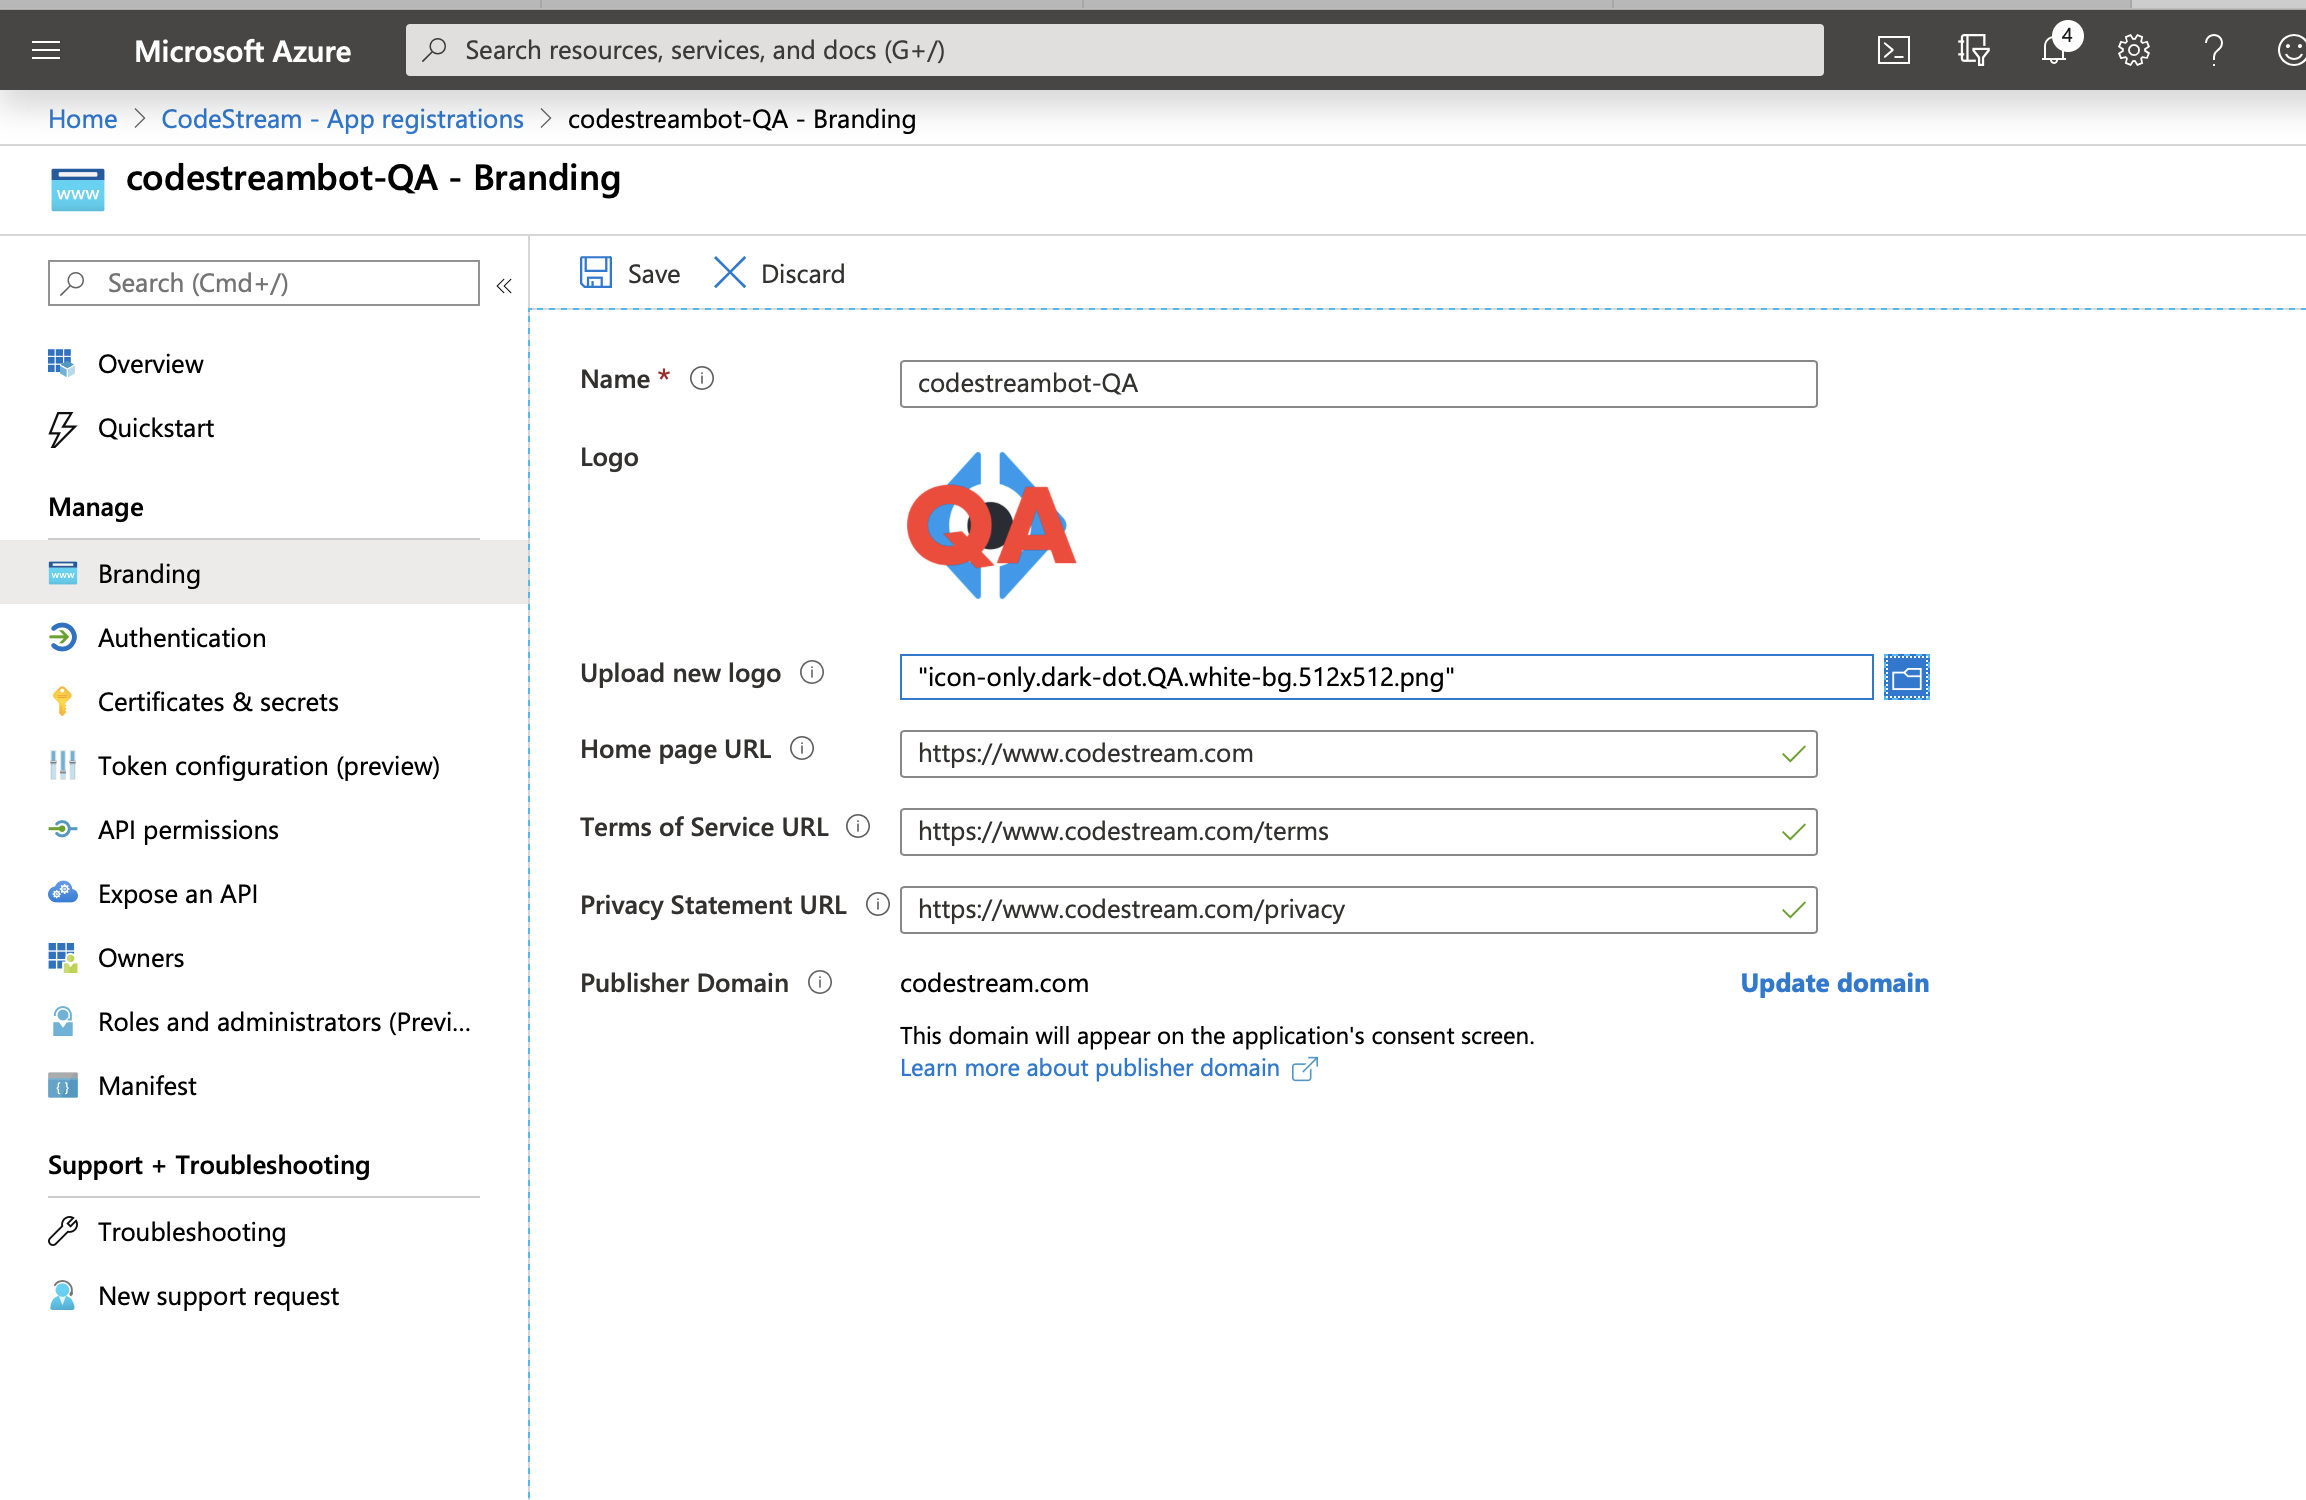 Microsoft Azure
Search resources, services, and docs (G+/)
4
Home > CodeStream - App registrations > codestreambot-QA - Branding
www
codestreambot-QA - Branding
Search (Cmd+/)
«
Save
Discard
Overview
Quickstart
Manage
www
Branding
Authentication
Certificates & secrets
Token configuration (preview)
API permissions
Expose an API
Owners
Roles and administrators (Previ...
Manifest
Support + Troubleshooting
Troubleshooting
New support request
Name *
codestreambot-QA
Logo
QA
Upload new logo
"icon-only.dark-dot.QA.white-bg.512x512.png"
Home page URL
https://www.codestream.com
Terms of Service URL
https://www.codestream.com/terms
Privacy Statement URL
https://www.codestream.com/privacy
Publisher Domain
codestream.com
Update domain
This domain will appear on the application's consent screen.
Learn more about publisher domain